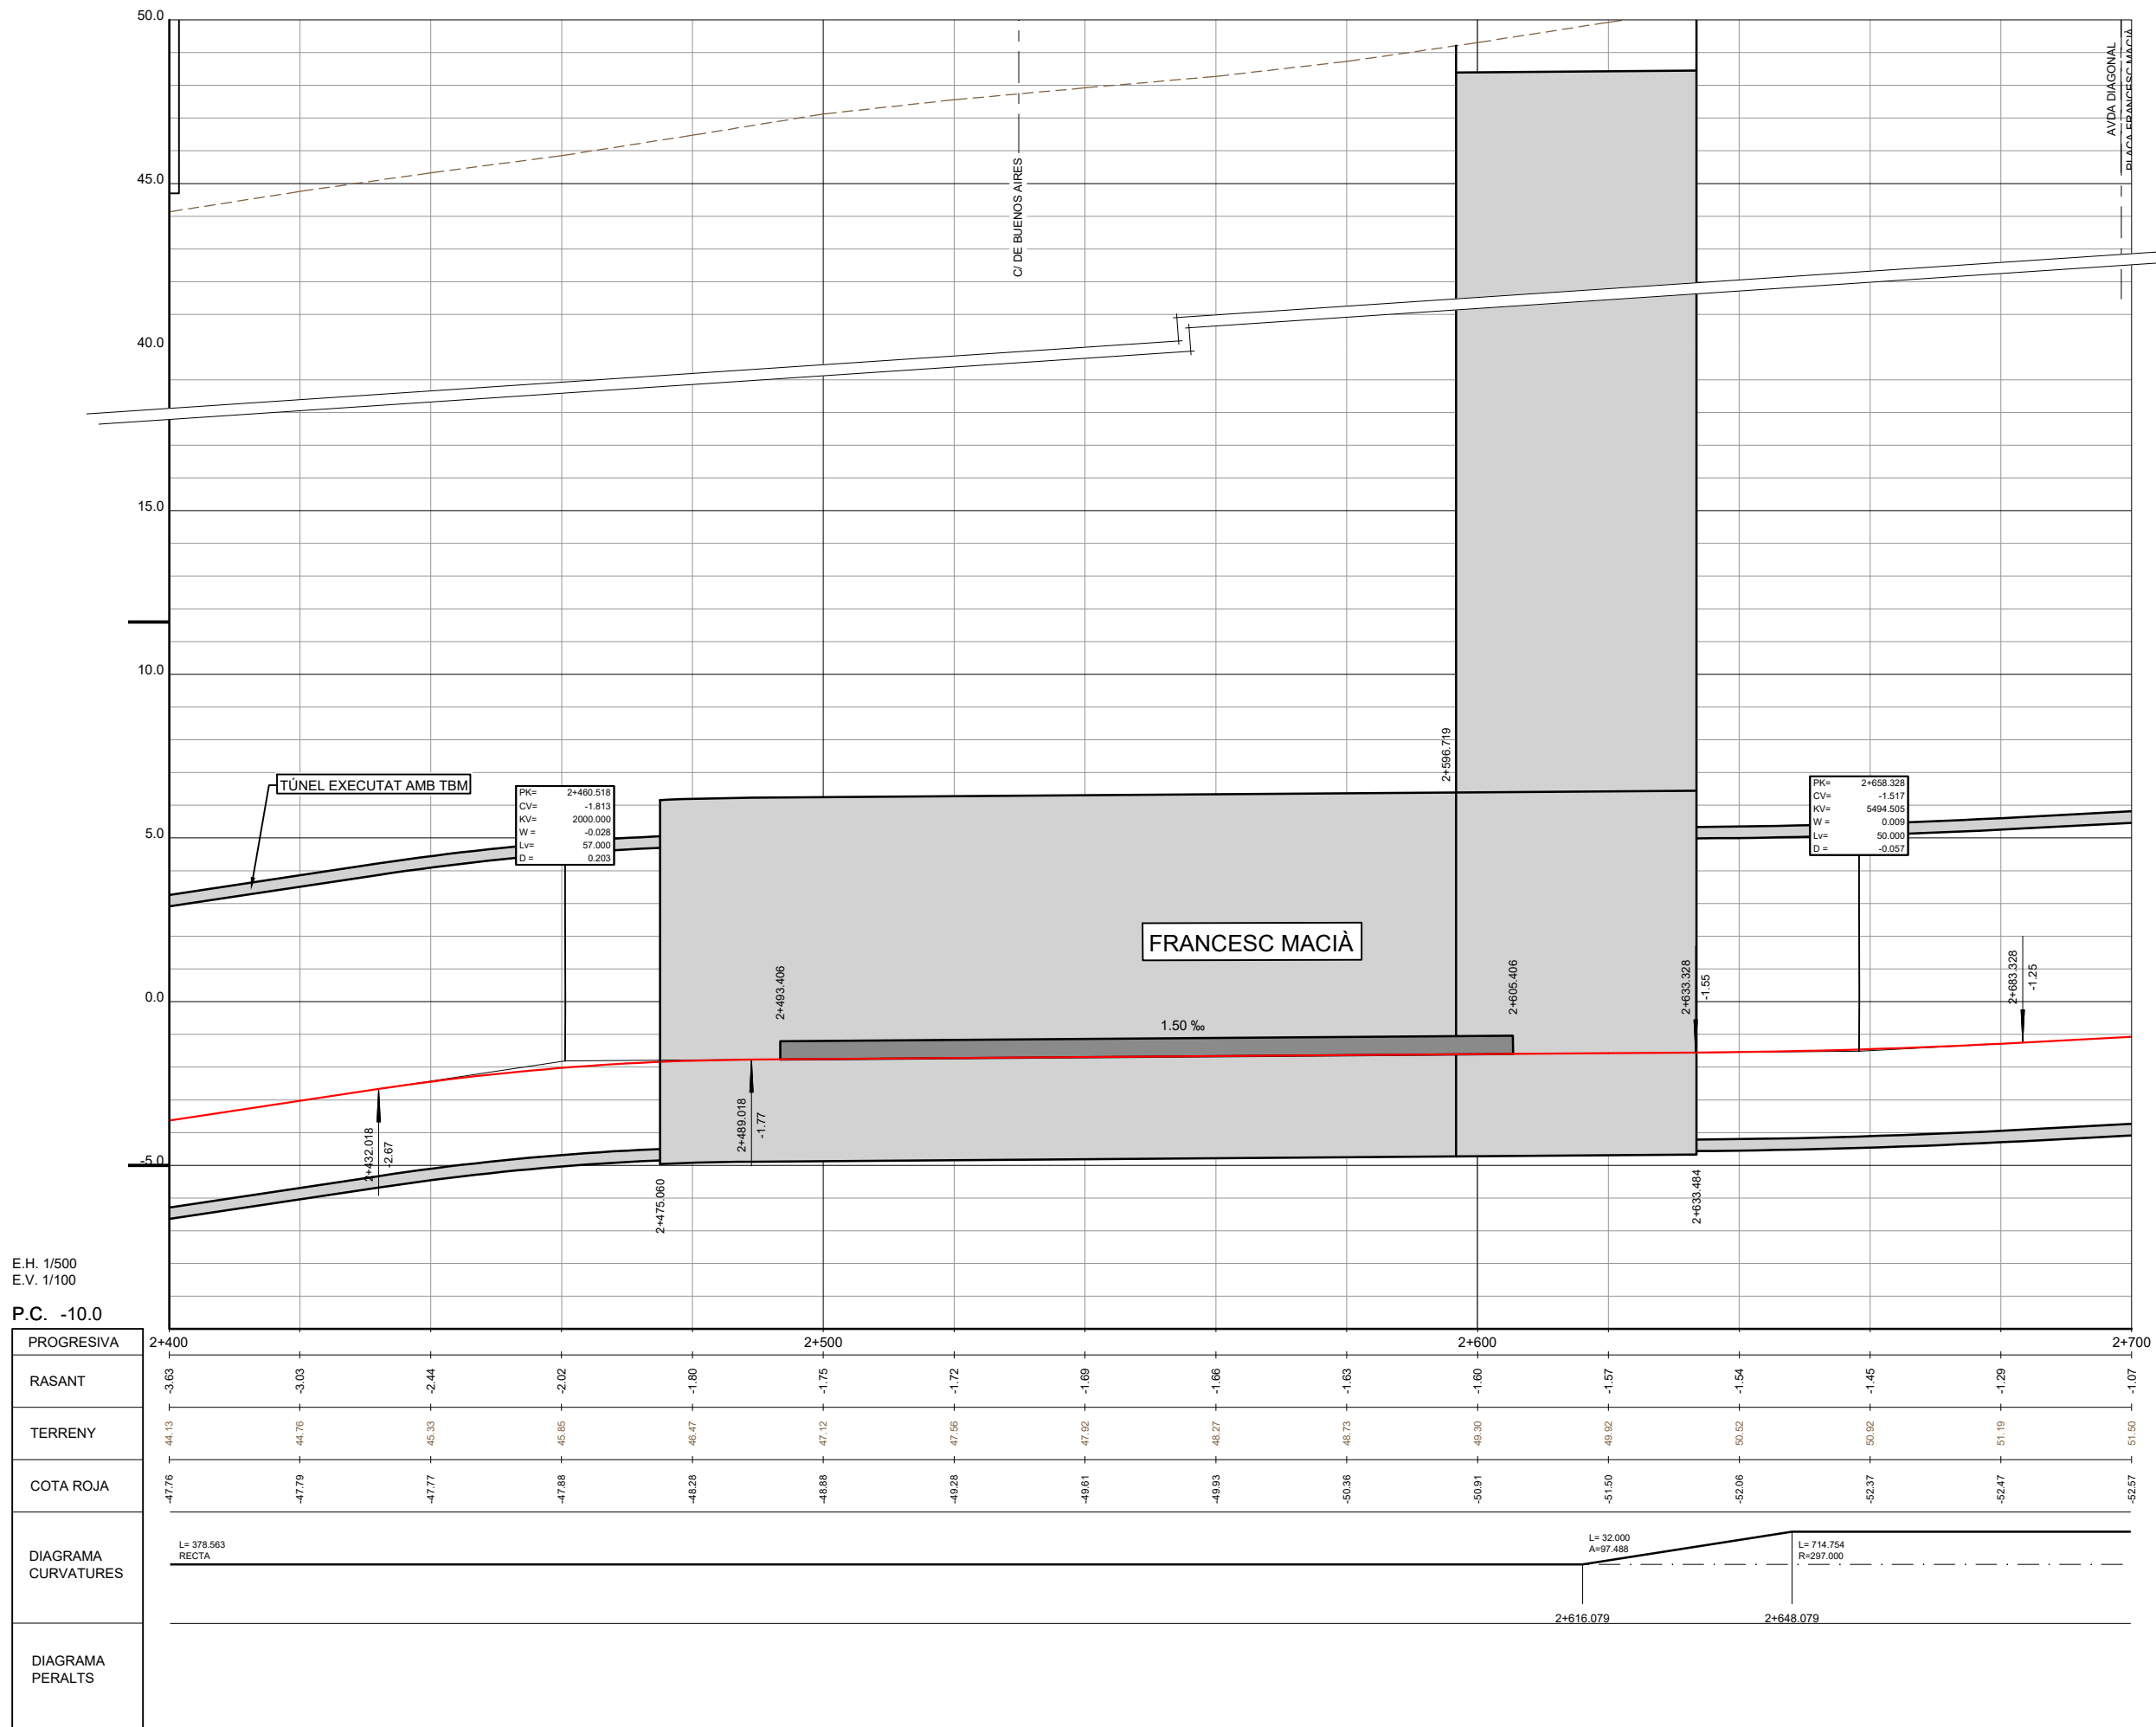 50.0
45.0
40.0
15.0
10.0
5.0
0.0
-5.0
C/ DE BUENOS AIRES
AVDA DIAGONAL
PLAÇA FRANCESC MACIÀ
TÚNEL EXECUTAT AMB TBM
PK= 2+460.518
CV= -1.813
KV= 2000.000
W = -0.028
Lv= 57.000
D = 0.203
2+596.719
PK= 2+658.328
CV= -1.517
KV= 5494.505
W = 0.009
Lv= 50.000
D = -0.057
FRANCESC MACIÀ
2+493.406
1.50 ‰
2+605.406
2+633.328
-1.55
2+683.328
-1.25
2+432.018
-2.67
2+489.018
-1.77
2+475.060
2+633.484
E.H. 1/500
E.V. 1/100
P.C. -10.0
PROGRESIVA 2+400 2+500 2+600 2+700
RASANT -3.63 -3.03 -2.44 -2.02 -1.80 -1.75 -1.72 -1.69 -1.66 -1.63 -1.60 -1.57 -1.54 -1.45 -1.29 -1.07
TERRENY 44.13 44.76 45.33 45.85 46.47 47.12 47.56 47.92 48.27 48.73 49.30 49.92 50.52 50.92 51.19 51.50
COTA ROJA -47.76 -47.79 -47.77 -47.88 -48.28 -48.88 -49.28 -49.61 -49.93 -50.36 -50.91 -51.50 -52.06 -52.37 -52.47 -52.57
DIAGRAMA
CURVATURES
L= 378.563
RECTA
L= 32.000
A=97.488
L= 714.754
R=297.000
2+616.079
2+648.079
DIAGRAMA
PERALTS